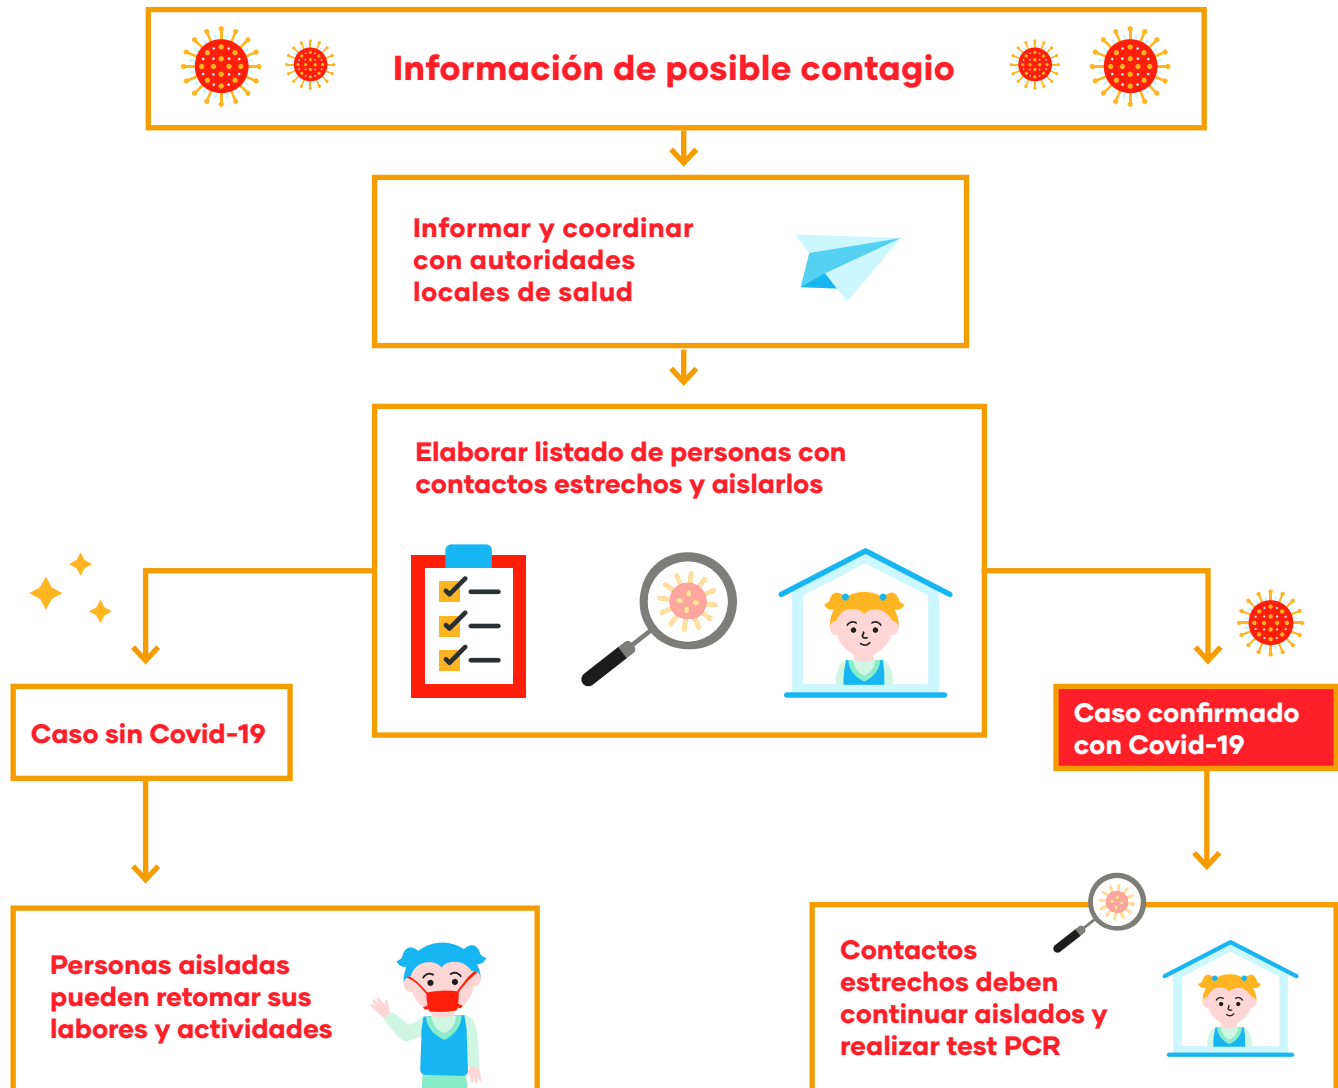 Información de posible contagio
Informar y coordinar
con autoridades
locales de salud
Elaborar listado de personas con
contactos estrechos y aislarlos
Caso sin Covid-19
Caso confirmado
con Covid-19
Personas aisladas
pueden retomar sus
labores y actividades
Contactos
estrechos deben
continuar aislados y
realizar test PCR